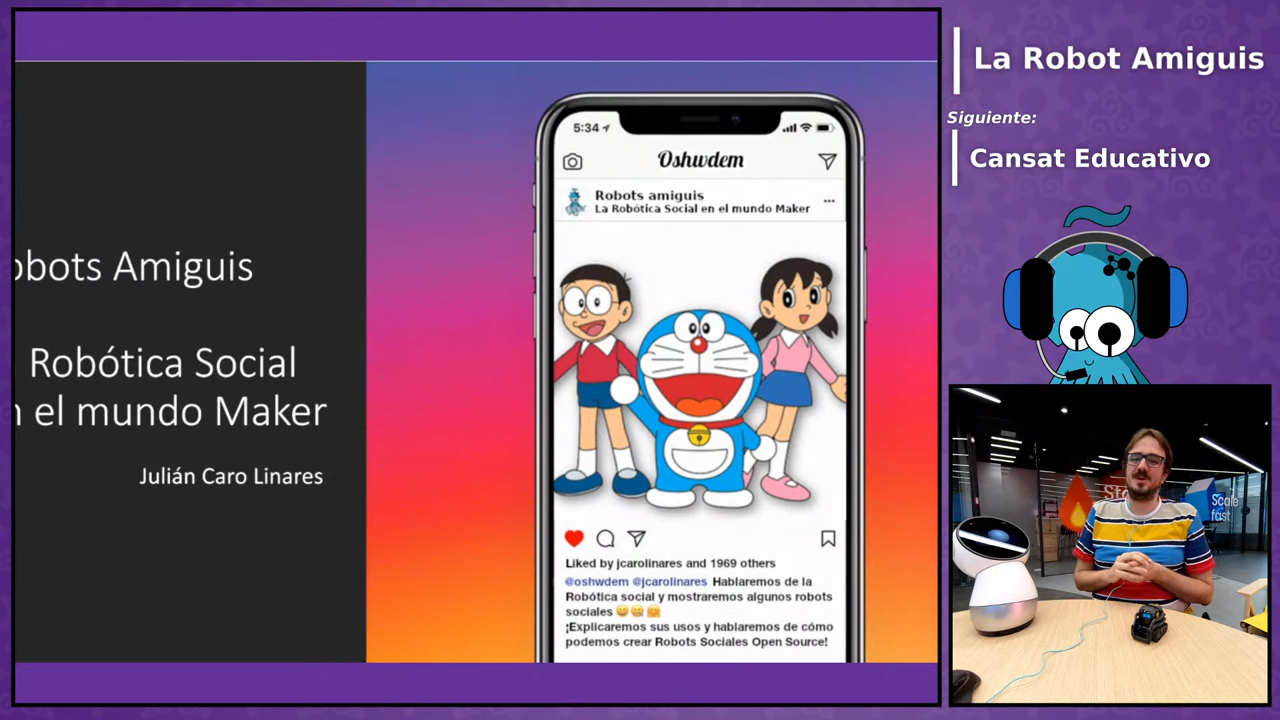 obots Amiguis
Robótica Social
n el mundo Maker
Julián Caro Linares
5:34
Oshwdem
Robots amiguis
La Robótica Social en el mundo Maker
Liked by jcarolinares and 1969 others
@oshwdem @jcarolinares Hablaremos de la
Robótica social y mostraremos algunos robots
sociales 😀😋🤗
¡Explicaremos sus usos y hablaremos de cómo
podemos crear Robots Sociales Open Source!
La Robot Amiguis
Siguiente:
Cansat Educativo
Scale
fast